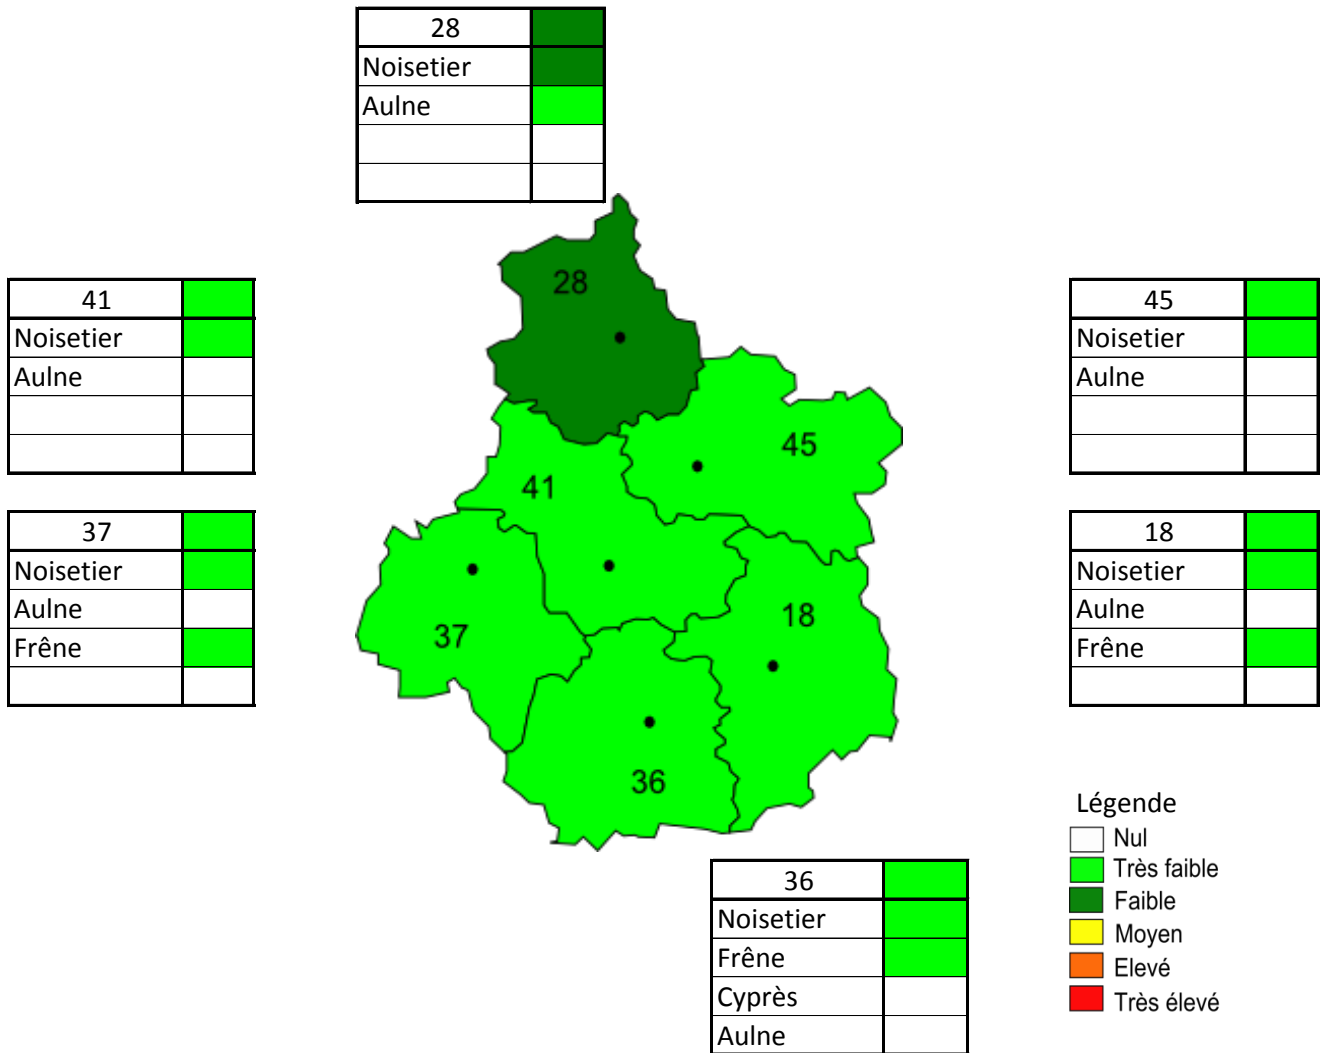 28
Noisetier
Aulne
41
Noisetier
Aulne
37
Noisetier
Aulne
Frêne
28
45
41
37
18
36
45
Noisetier
Aulne
18
Noisetier
Aulne
Frêne
36
Noisetier
Frêne
Cyprès
Aulne
Légende
Nul
Très faible
Faible
Moyen
Elevé
Très élevé